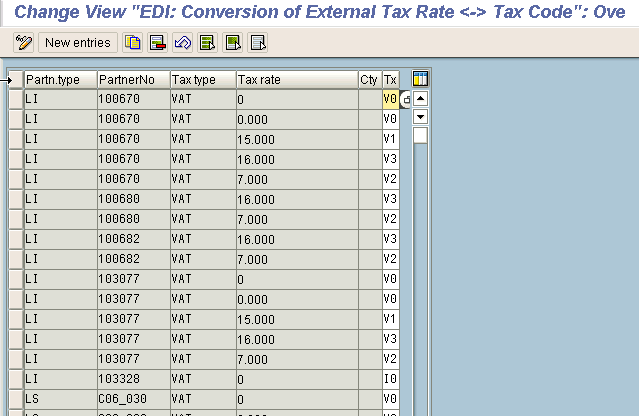 Change View "EDI: Conversion of External Tax Rate <-> Tax Code": Ove
New entries
Partn.type PartnerNo Tax type Tax rate Cty Tx
LI 100670 VAT 0 V0
LI 100670 VAT 0.000 V0
LI 100670 VAT 15.000 V1
LI 100670 VAT 16.000 V3
LI 100670 VAT 7.000 V2
LI 100680 VAT 16.000 V3
LI 100680 VAT 7.000 V2
LI 100682 VAT 16.000 V3
LI 100682 VAT 7.000 V2
LI 103077 VAT 0 V0
LI 103077 VAT 0.000 V0
LI 103077 VAT 15.000 V1
LI 103077 VAT 16.000 V3
LI 103077 VAT 7.000 V2
LI 103328 VAT 0 I0
LS C06_030 VAT 0 V0